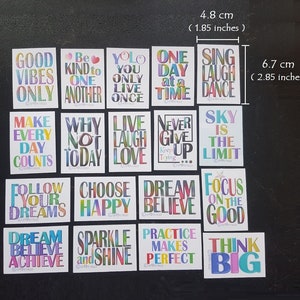 4.8 cm
( 1.85 inches )
6.7 cm
( 2.85 inches )
GOOD
VIBES
ONLY
Be
KIND to
ONE
ANOTHER
YOLO
YOU
ONLY
LIVE
ONCE
ONE
DAY at
a TIME
SING
LAUGH
DANCE
MAKE
EVERY
DAY
COUNTS
WHY
NOT
TODAY
LIVE
LAUGH
LOVE
NEVER
GIVE
UP
Trying
SKY
IS THE
LIMIT
FOLLOW
YOUR
DREAMS
CHOOSE
HAPPY
DREAM
BELIEVE
FOCUS
ON THE
GOOD
DREAM
BELIEVE
ACHIEVE
SPARKLE
and
SHINE
PRACTICE
MAKES
PERFECT
THINK
BIG